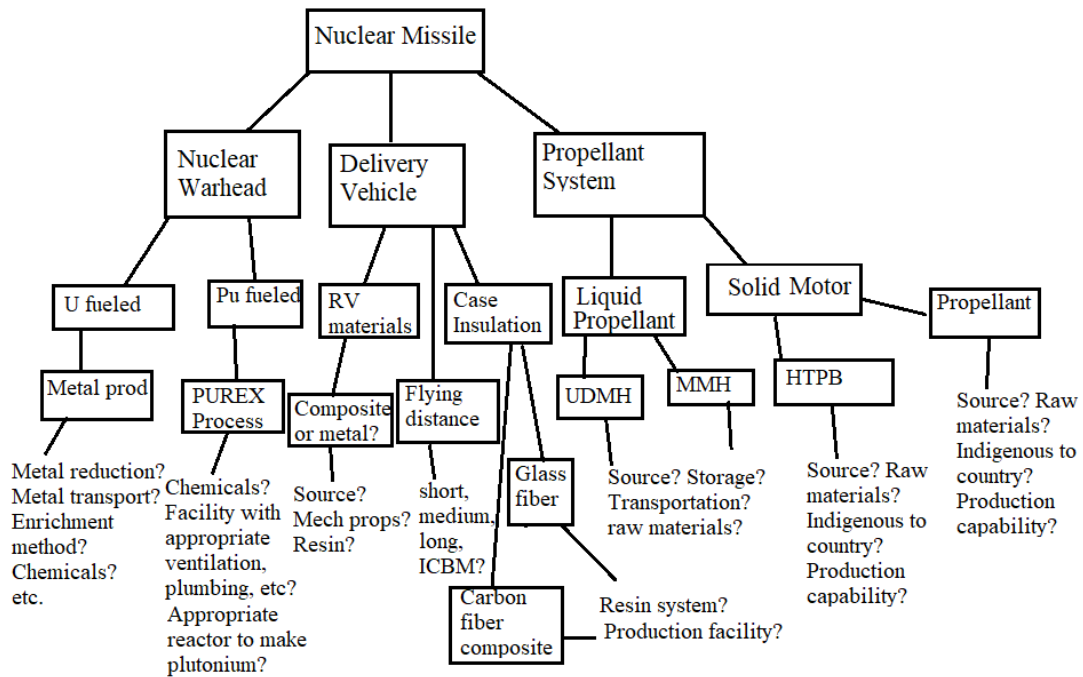 Nuclear Missile
Nuclear
Warhead
Delivery
Vehicle
Propellant
System
U fueled
Pu fueled
RV
materials
Case
Insulation
Liquid
Propellant
Solid Motor
Propellant
Metal prod
PUREX
Process
Composite
or metal?
Flying
distance
UDMH
MMH
HTPB
Metal reduction?
Metal transport?
Enrichment
method?
Chemicals?
etc.
Chemicals?
Facility with
appropriate
ventilation,
plumbing, etc?
Appropriate
reactor to make
plutonium?
Source?
Mech props?
Resin?
short,
medium,
long,
ICBM?
Glass
fiber
Carbon
fiber
composite
Resin system?
Production facility?
Source? Storage?
Transportation?
raw materials?
Source? Raw
materials?
Indigenous to
country?
Production
capability?
Source? Raw
materials?
Indigenous to
country?
Production
capability?